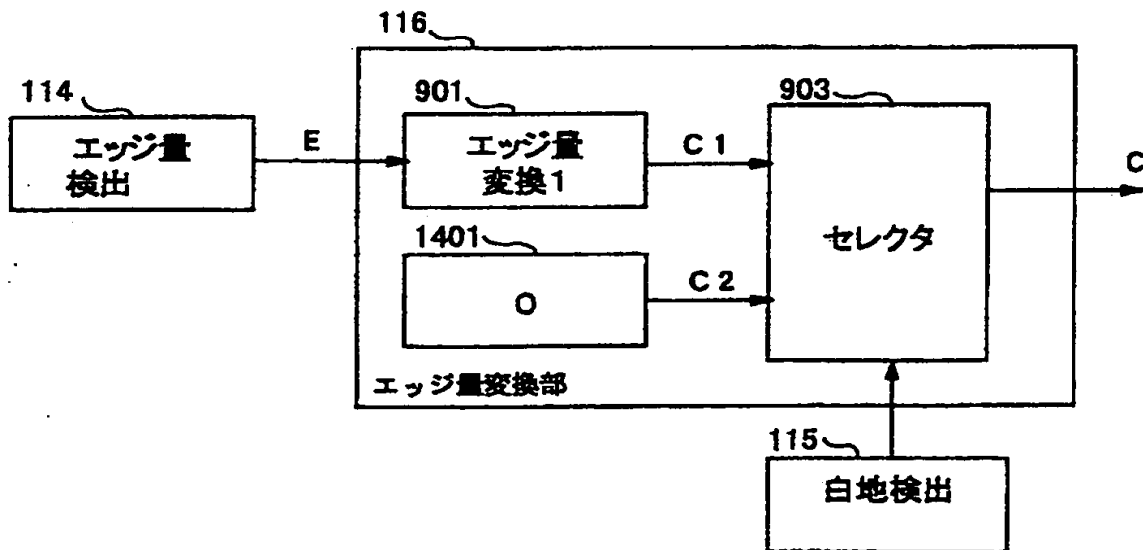 116
114
901
903
エッジ量
検出
E
エッジ量
変換1
C1
セレクタ
C
1401
0
C2
エッジ量変換部
115
白地検出